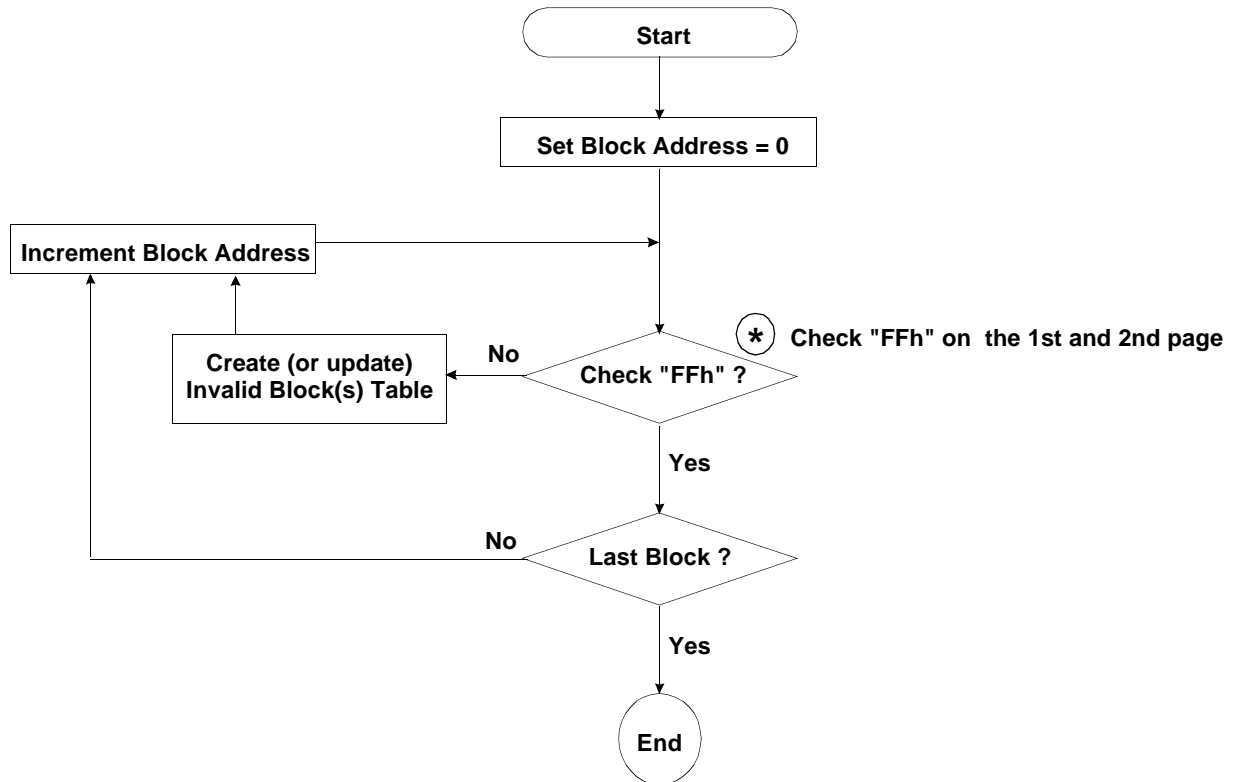 Start
Set Block Address = 0
Increment Block Address
* Check "FFh" on the 1st and 2nd page
No
Create (or update)
Invalid Block(s) Table
Check "FFh" ?
Yes
No
Last Block ?
Yes
End